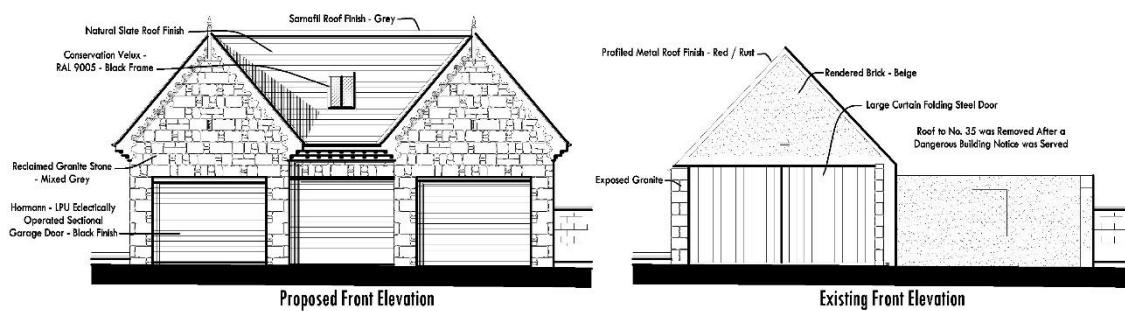 Sarnafil Roof Finish - Grey
Natural Slate Roof Finish
Conservation Velux -
RAL 9005 - Black Frame
Reclaimed Granite Stone
- Mixed Grey
Hormann - LPU Eclectically
Operated Sectional
Garage Door - Black Finish
Proposed Front Elevation
Profiled Metal Roof Finish - Red / Rust
Rendered Brick - Beige
Large Curtain Folding Steel Door
Roof to No. 35 was Removed After a
Dangerous Building Notice was Served
Exposed Granite
Existing Front Elevation